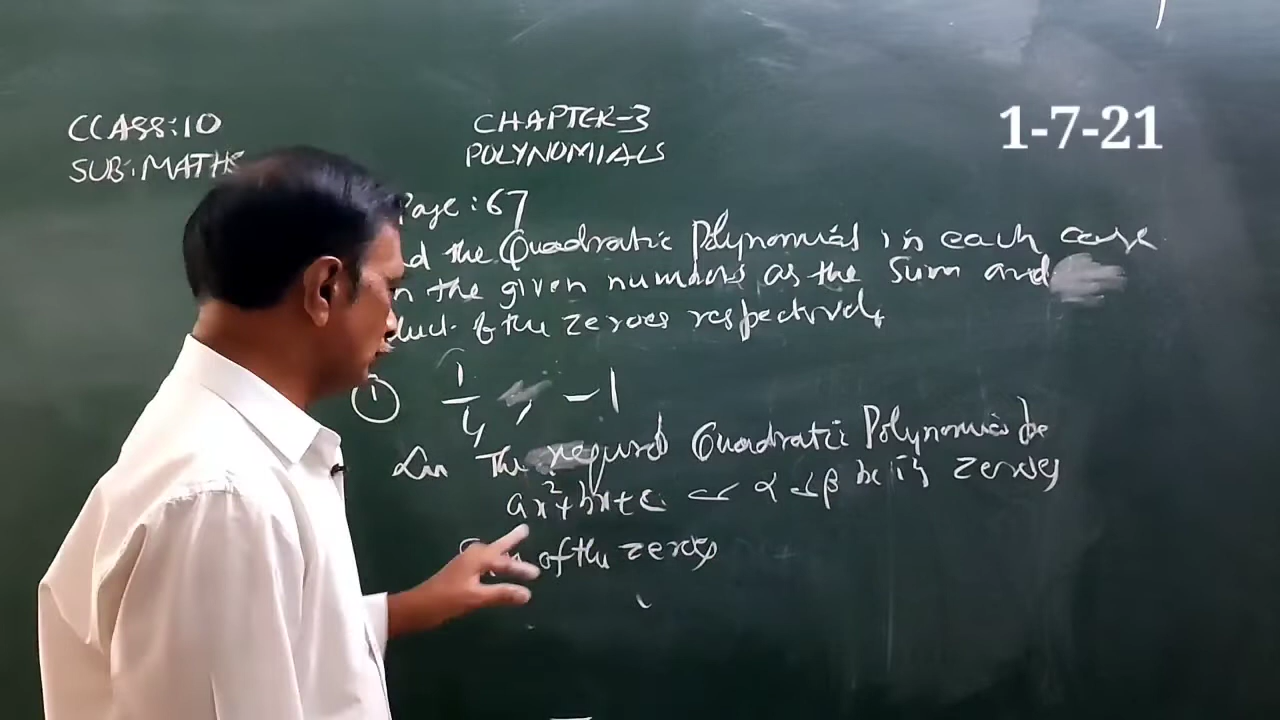 CLASS:10
SUB:MATHS
CHAPTER-3
POLYNOMIALS
1-7-21
Page:67
the Quadratic Polynomials in each case
the given numbers as the Sum and
of the zeroes respectively
① 1/4, -1
The required Quadratic Polynomial be
ax²+bx+c α β be its zeroes
of the zeroes